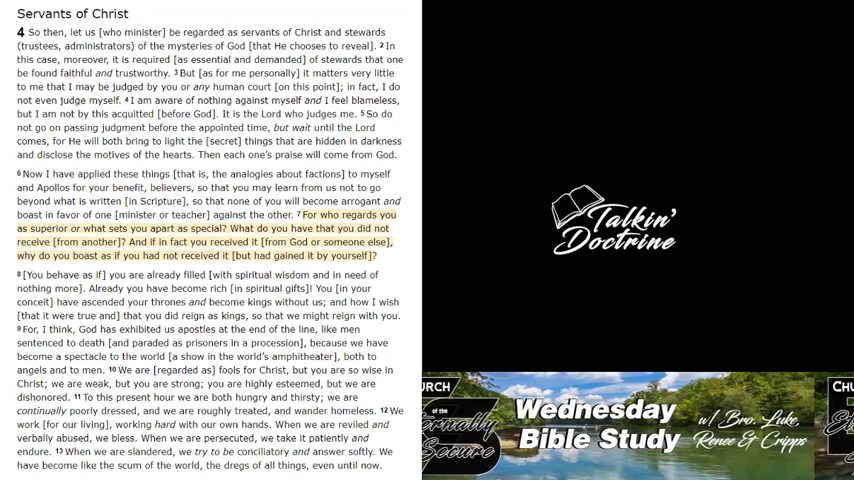 Servants of Christ
4 So then, let us [who minister] be regarded as servants of Christ and stewards
(trustees, administrators) of the mysteries of God [that He chooses to reveal]. 2 In
this case, moreover, it is required [as essential and demanded] of stewards that one
be found faithful and trustworthy. 3 But [as for me personally] it matters very little
to me that I may be judged by you or any human court [on this point]; in fact, I do
not even judge myself. 4 I am aware of nothing against myself and I feel blameless,
but I am not by this acquitted [before God]. It is the Lord who judges me. 5 So do
not go on passing judgment before the appointed time, but wait until the Lord
comes, for He will both bring to light the [secret] things that are hidden in darkness
and disclose the motives of the hearts. Then each one's praise will come from God.
6 Now I have applied these things [that is, the analogies about factions] to myself
and Apollos for your benefit, believers, so that you may learn from us not to go
beyond what is written [in Scripture], so that none of you will become arrogant and
boast in favor of one [minister or teacher] against the other. 7 For who regards you
as superior or what sets you apart as special? What do you have that you did not
receive [from another]? And if in fact you received it [from God or someone else],
why do you boast as if you had not received it [but had gained it by yourself]?
8 [You behave as if] you are already filled [with spiritual wisdom and in need of
nothing more]. Already you have become rich [in spiritual gifts]! You [in your
conceit] have ascended your thrones and become kings without us; and how I wish
[that it were true and] that you did reign as kings, so that we might reign with you.
9 For, I think, God has exhibited us apostles at the end of the line, like men
sentenced to death [and paraded as prisoners in a procession], because we have
become a spectacle to the world [a show in the world's amphitheater], both to
angels and to men. 10 We are [regarded as] fools for Christ, but you are so wise in
Christ; we are weak, but you are strong; you are highly esteemed, but we are
dishonored. 11 To this present hour we are both hungry and thirsty; we are
continually poorly dressed, and we are roughly treated, and wander homeless. 12 We
work [for our living], working hard with our own hands. When we are reviled and
verbally abused, we bless. When we are persecuted, we take it patiently and
endure. 13 When we are slandered, we try to be conciliatory and answer softly. We
have become like the scum of the world, the dregs of all things, even until now.
Talkin'
Doctrine
CHURCH
of the
Eternally
Secure
Wednesday
Bible Study
w/ Bro. Luke,
Renee & Cripps